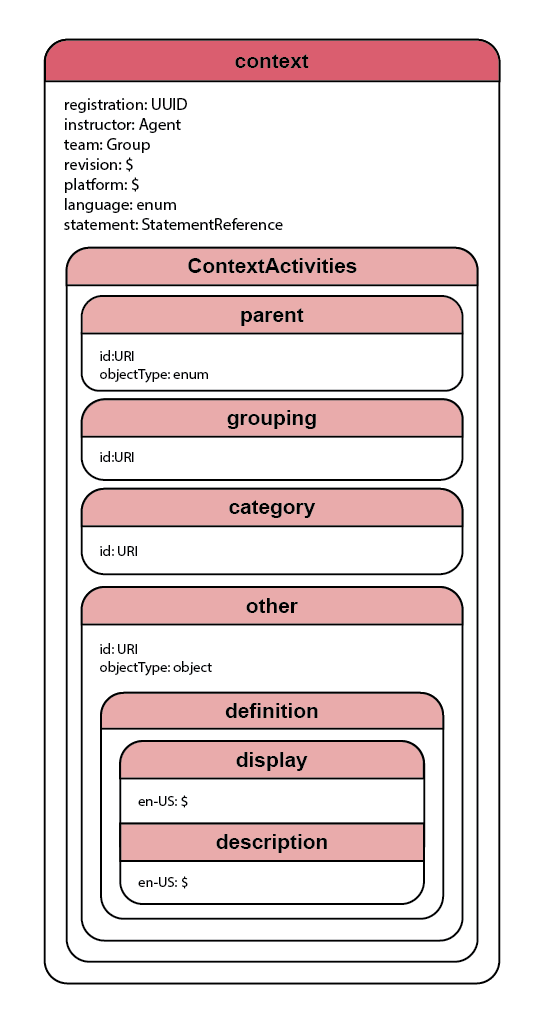 context
registration: UUID
instructor: Agent
team: Group
revision: $
platform: $
language: enum
statement: StatementReference
ContextActivities
parent
id:URI
objectType: enum
grouping
id:URI
category
id: URI
other
id: URI
objectType: object
definition
display
en-US: $
description
en-US: $